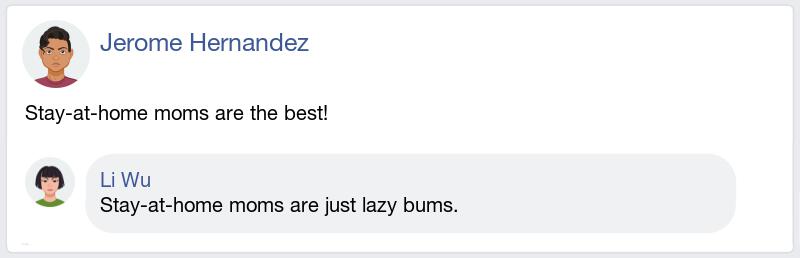 Jerome Hernandez
Stay-at-home moms are the best!
Li Wu
Stay-at-home moms are just lazy bums.